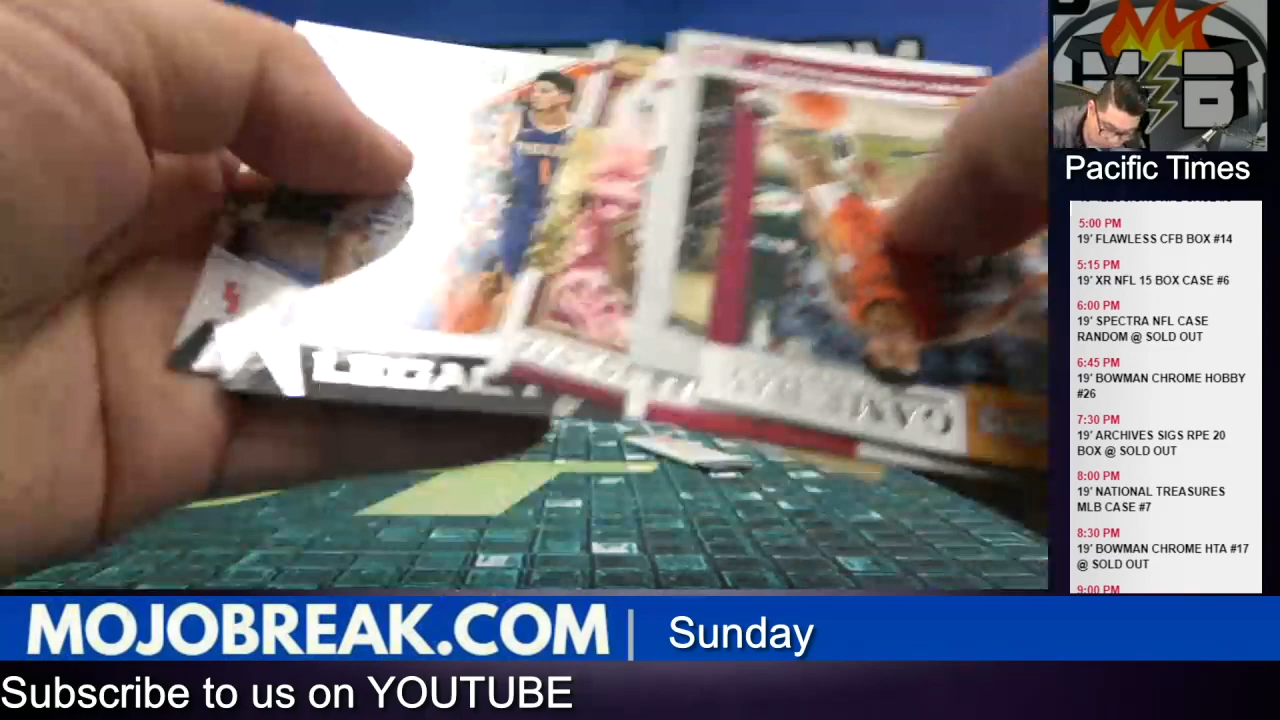 LEGACY
PHOENIX
M B
Pacific Times
5:00 PM
19' FLAWLESS CFB BOX #14
5:15 PM
19' XR NFL 15 BOX CASE #6
6:00 PM
19' SPECTRA NFL CASE
RANDOM @ SOLD OUT
6:45 PM
19' BOWMAN CHROME HOBBY
#26
7:30 PM
19' ARCHIVES SIGS RPE 20
BOX @ SOLD OUT
8:00 PM
19' NATIONAL TREASURES
MLB CASE #7
8:30 PM
19' BOWMAN CHROME HTA #17
@ SOLD OUT
9:00 PM
MOJOBREAK.COM | Sunday
Subscribe to us on YOUTUBE